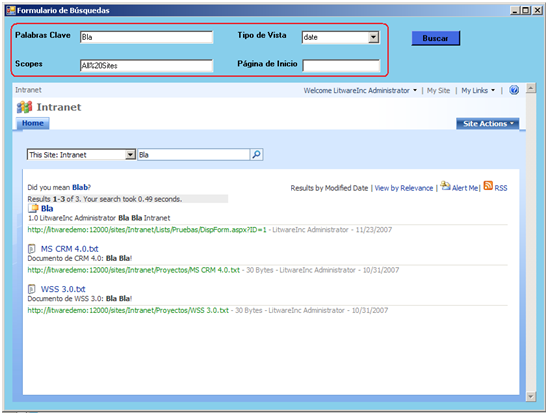 Formulario de Búsquedas
Palabras Clave Bla Tipo de Vista date Buscar
Scopes All%20Sites Página de Inicio
Intranet Welcome LitwareInc Administrator | My Site | My Links |
Intranet
Home Site Actions
This Site: Intranet Bla
Did you mean Blab? Results by Modified Date | View by Relevance | Alert Me | RSS
Results 1-3 of 3. Your search took 0.49 seconds.
Bla
1.0 LitwareInc Administrator Bla Bla Intranet
http://litwaredemo:12000/sites/Intranet/Lists/Pruebas/DispForm.aspx?ID=1 - LitwareInc Administrator - 11/23/2007
MS CRM 4.0.txt
Documento de CRM 4.0: Bla Bla!
http://litwaredemo:12000/sites/Intranet/Proyectos/MS CRM 4.0.txt - 30 Bytes - LitwareInc Administrator - 10/31/2007
WSS 3.0.txt
Documento de WSS 3.0: Bla Bla!
http://litwaredemo:12000/sites/Intranet/Proyectos/WSS 3.0.txt - 30 Bytes - LitwareInc Administrator - 10/31/2007